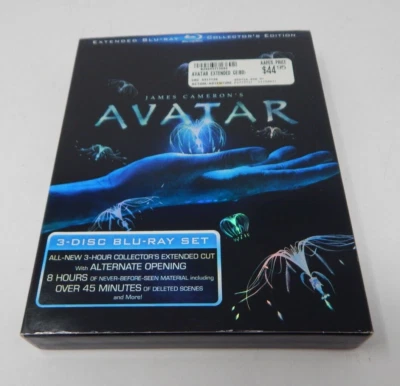 EXTENDED BLU-RAY COLLECTOR'S EDITION
AVATAR EXTENDED
$44
JAMES CAMERON'S
AVATAR
3-DISC BLU-RAY SET
ALL-NEW 3-HOUR COLLECTOR'S EXTENDED CUT
With ALTERNATE OPENING
8 HOURS OF NEVER-BEFORE-SEEN MATERIAL including
OVER 45 MINUTES OF DELETED SCENES
and More!